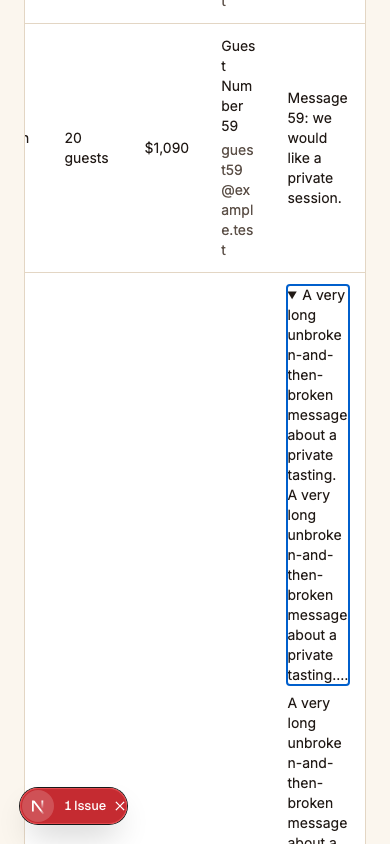 t
Gues
t
Num
ber
59
Message
59: we
would
like a
private
session.
20
guests
$1,090
gues
t59
@ex
ampl
e.tes
t
A very
long
unbroke
n-and-
then-
broken
message
about a
private
tasting.
A very
long
unbroke
n-and-
then-
broken
message
about a
private
tasting....
A very
long
unbroke
n-and-
then-
broken
message
about a
N 1 Issue